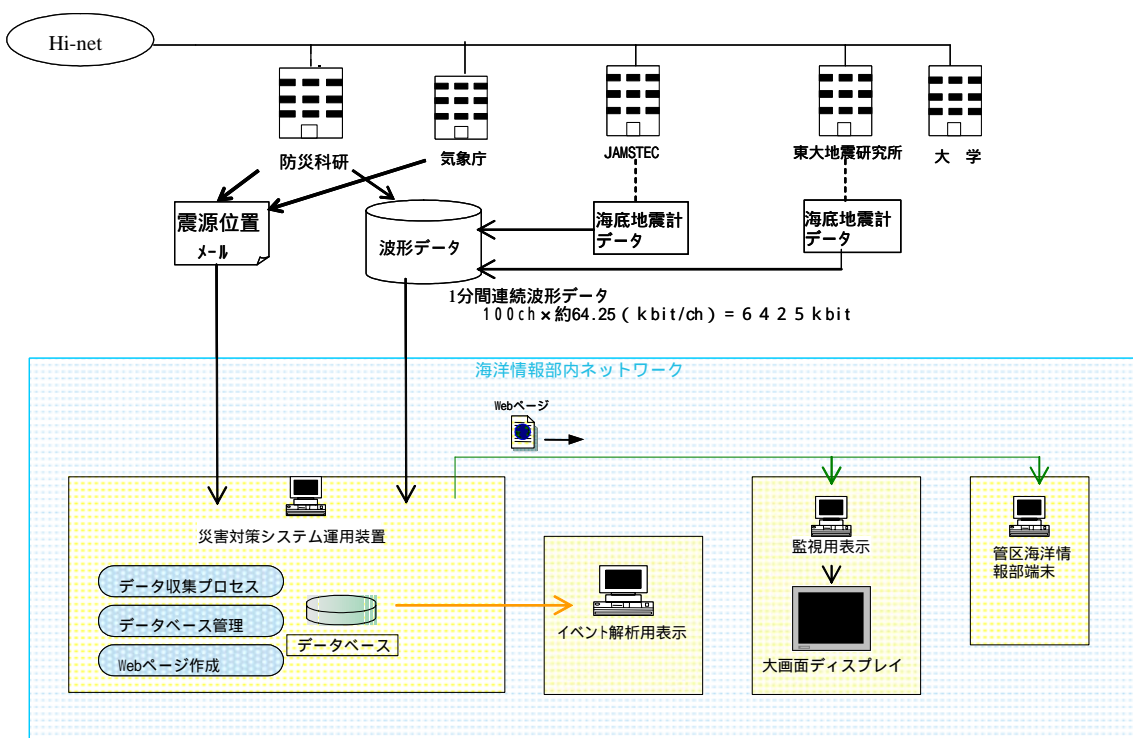 Hi-net
防災科研
気象庁
JAMSTEC
東大地震研究所
大 学
震源位置
メール
波形データ
海底地震計
データ
海底地震計
データ
1分間連続波形データ
100ch×約64.25(kbit/ch)=6425kbit
海洋情報部内ネットワーク
Webページ
災害対策システム運用装置
データ収集プロセス
データベース管理
Webページ作成
データベース
イベント解析用表示
監視用表示
大画面ディスプレイ
管区海洋情
報部端末